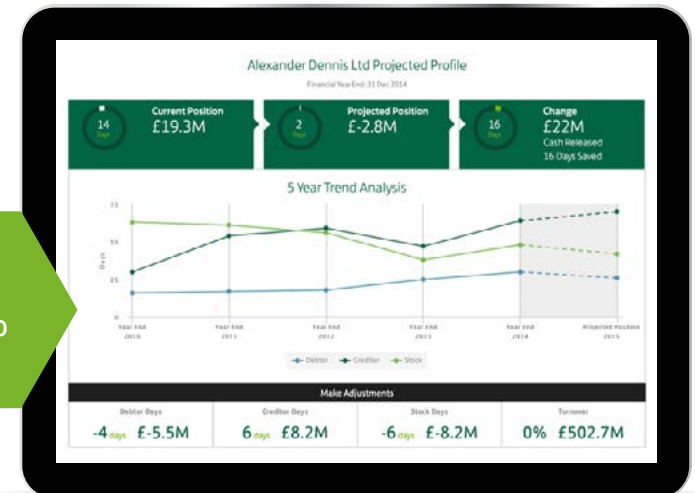 Alexander Dennis Ltd Projected Profile
Financial Year End: 31 Dec 2014
14
Days
Current Position
£19.3M
2
Days
Projected Position
£-2.8M
16
Days
Change
£22M
Cash Released
16 Days Saved
5 Year Trend Analysis
75
50
25
0
Days
Year End
2010
Year End
2011
Year End
2012
Year End
2013
Year End
2014
Projected Position
2015
Debtor
Creditor
Stock
Make Adjustments
Debtor Days
-4 days £-5.5M
Creditor Days
6 days £8.2M
Stock Days
-6 days £-8.2M
Turnover
0% £502.7M